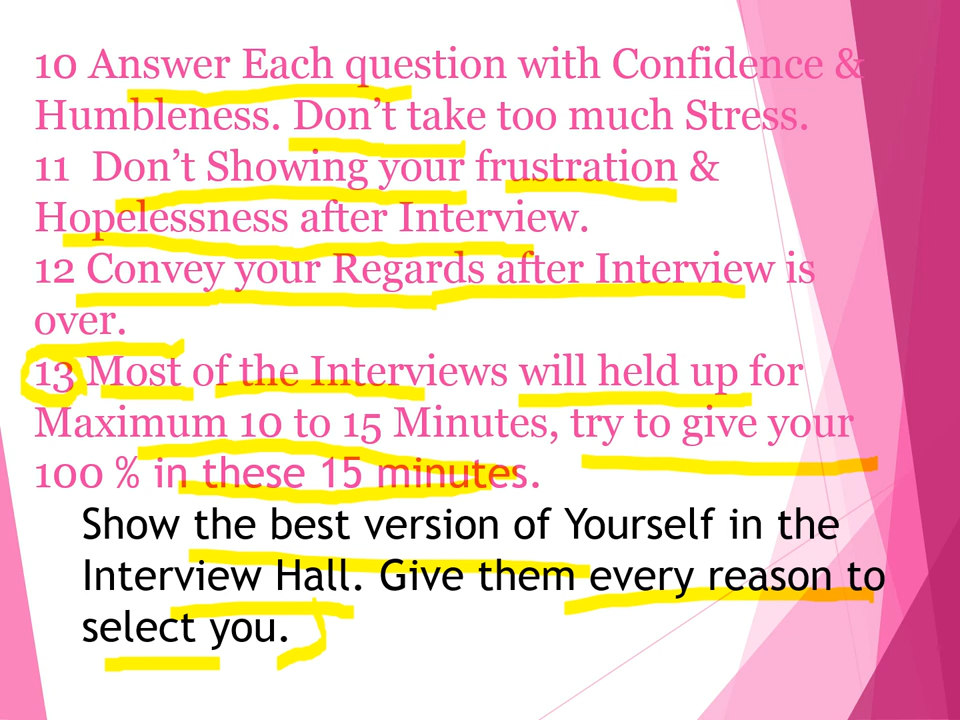 10 Answer Each question with Confidence &
Humbleness. Don’t take too much Stress.
11 Don’t Showing your frustration &
Hopelessness after Interview.
12 Convey your Regards after Interview is
over.
13 Most of the Interviews will held up for
Maximum 10 to 15 Minutes, try to give your
100 % in these 15 minutes.
Show the best version of Yourself in the
Interview Hall. Give them every reason to
select you.